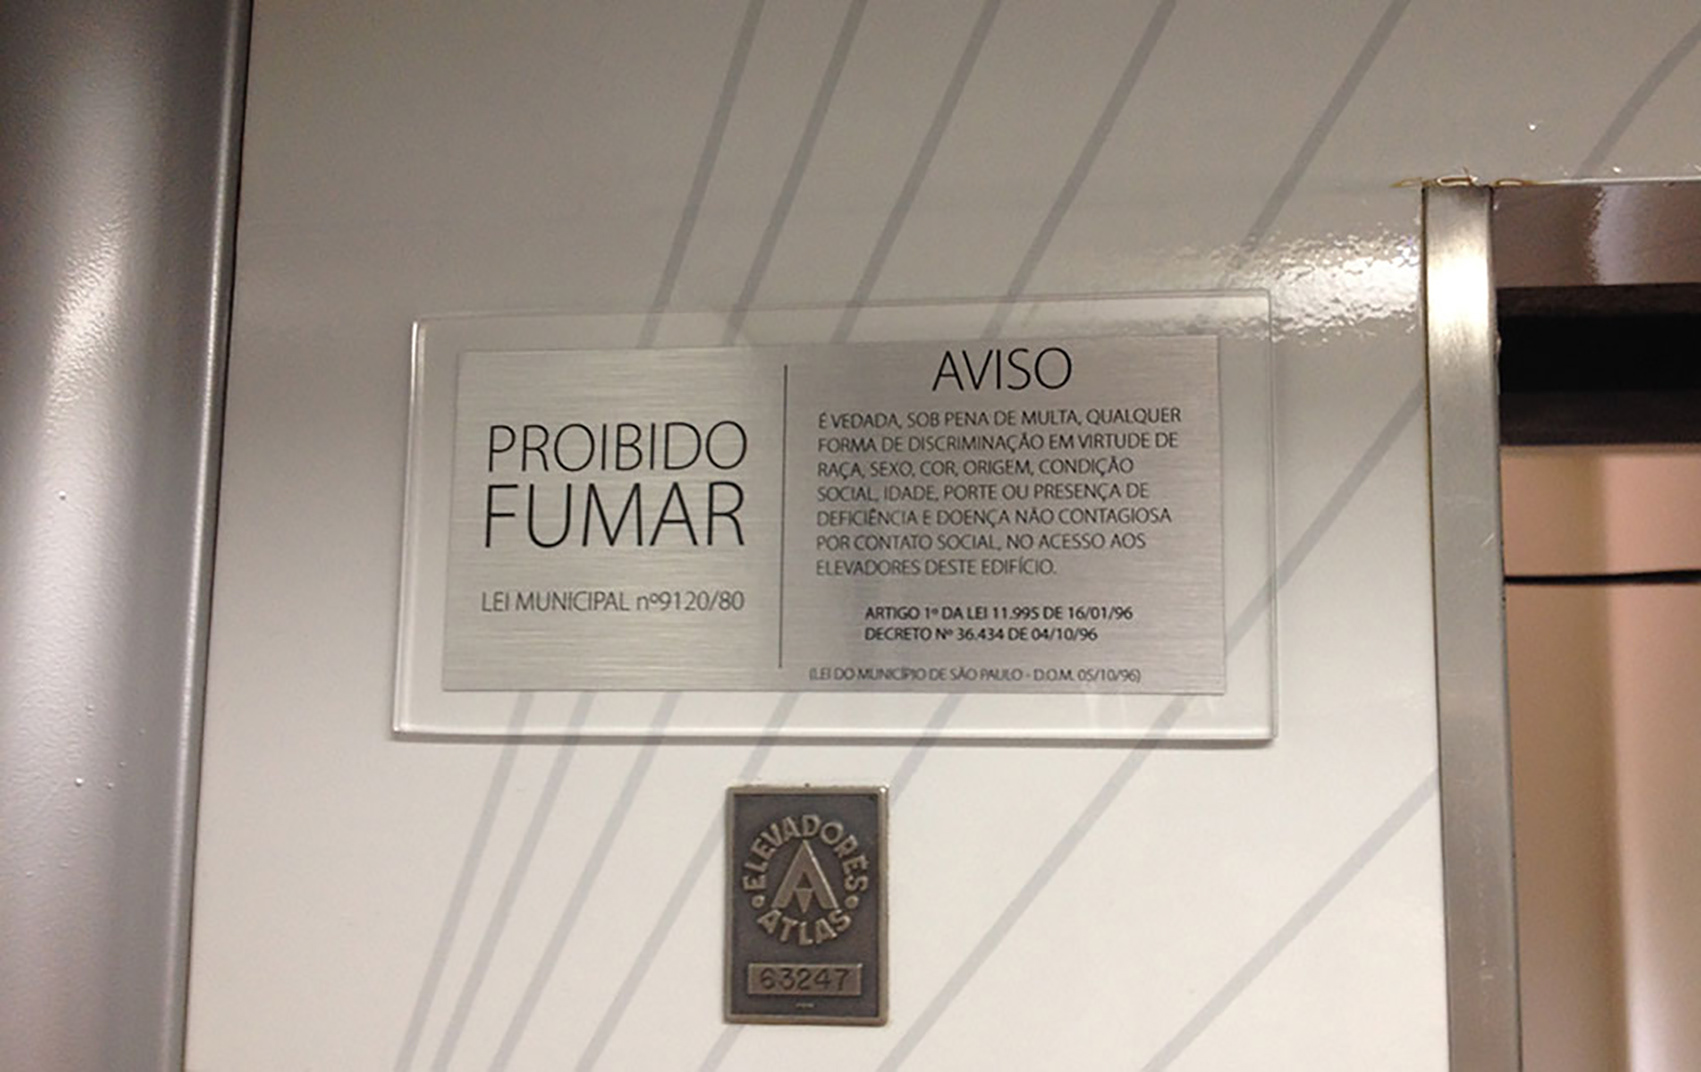 PROIBIDO
FUMAR
LEI MUNICIPAL nº9120/80
AVISO
É VEDADA, SOB PENA DE MULTA, QUALQUER
FORMA DE DISCRIMINAÇÃO EM VIRTUDE DE
RAÇA, SEXO, COR, ORIGEM, CONDIÇÃO
SOCIAL, IDADE, PORTE OU PRESENÇA DE
DEFICIÊNCIA E DOENÇA NÃO CONTAGIOSA
POR CONTATO SOCIAL, NO ACESSO AOS
ELEVADORES DESTE EDIFÍCIO.
ARTIGO 1º DA LEI 11.995 DE 16/01/96
DECRETO Nº 36.434 DE 04/10/96
(LEI DO MUNICÍPIO DE SÃO PAULO - D.O.M. 05/10/96)
ELEVADORES
ATLAS
63247